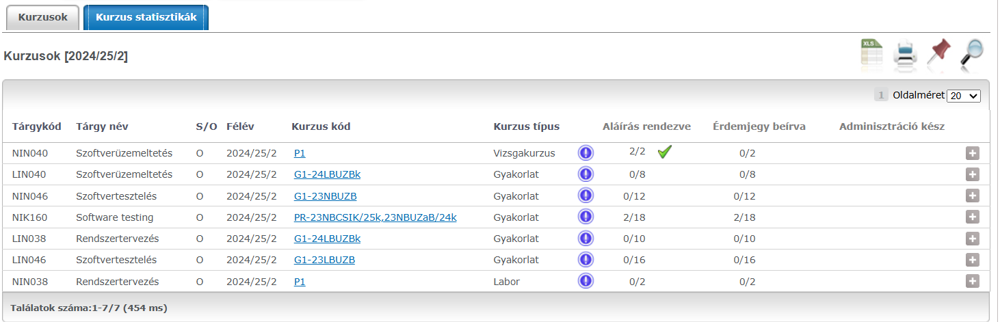 Kurzusok Kurzus statisztikák
Kurzusok [2024/25/2] XLS
1 Oldalméret 20
Tárgykód Tárgy név S/O Félév Kurzus kód Kurzus típus Aláírás rendezve Érdemjegy beírva Adminisztráció kész
NIN040 Szoftverüzemeltetés O 2024/25/2 P1 Vizsgakurzus 2/2 0/2
LIN040 Szoftverüzemeltetés O 2024/25/2 G1-24LBUZBk Gyakorlat 0/8 0/8
NIN046 Szoftvertesztelés O 2024/25/2 G1-23NBUZB Gyakorlat 0/12 0/12
NIK160 Software testing O 2024/25/2 PR-23NBCSIK/25k,23NBUZaB/24k Gyakorlat 2/18 2/18
LIN038 Rendszertervezés O 2024/25/2 G1-24LBUZBk Gyakorlat 0/10 0/10
LIN046 Szoftvertesztelés O 2024/25/2 G1-23LBUZB Gyakorlat 0/16 0/16
NIN038 Rendszertervezés O 2024/25/2 P1 Labor 0/2 0/2
Találatok száma:1-7/7 (454 ms)